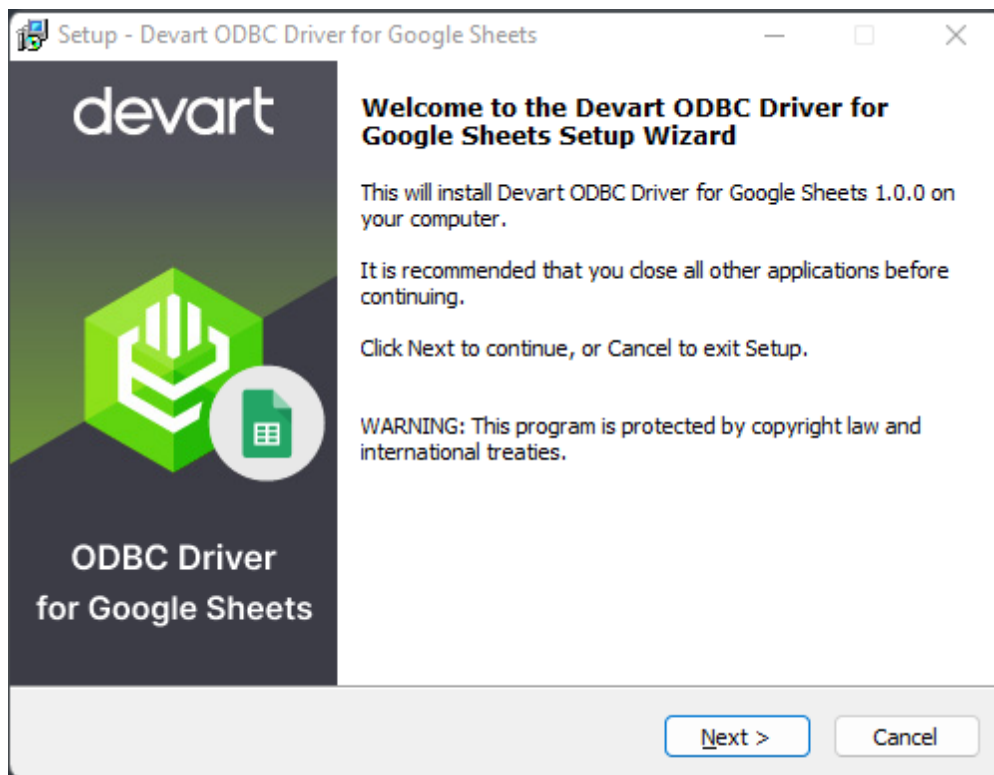 Setup - Devart ODBC Driver for Google Sheets
devart
Welcome to the Devart ODBC Driver for
Google Sheets Setup Wizard
This will install Devart ODBC Driver for Google Sheets 1.0.0 on
your computer.
It is recommended that you close all other applications before
continuing.
Click Next to continue, or Cancel to exit Setup.
WARNING: This program is protected by copyright law and
international treaties.
ODBC Driver
for Google Sheets
Next >
Cancel